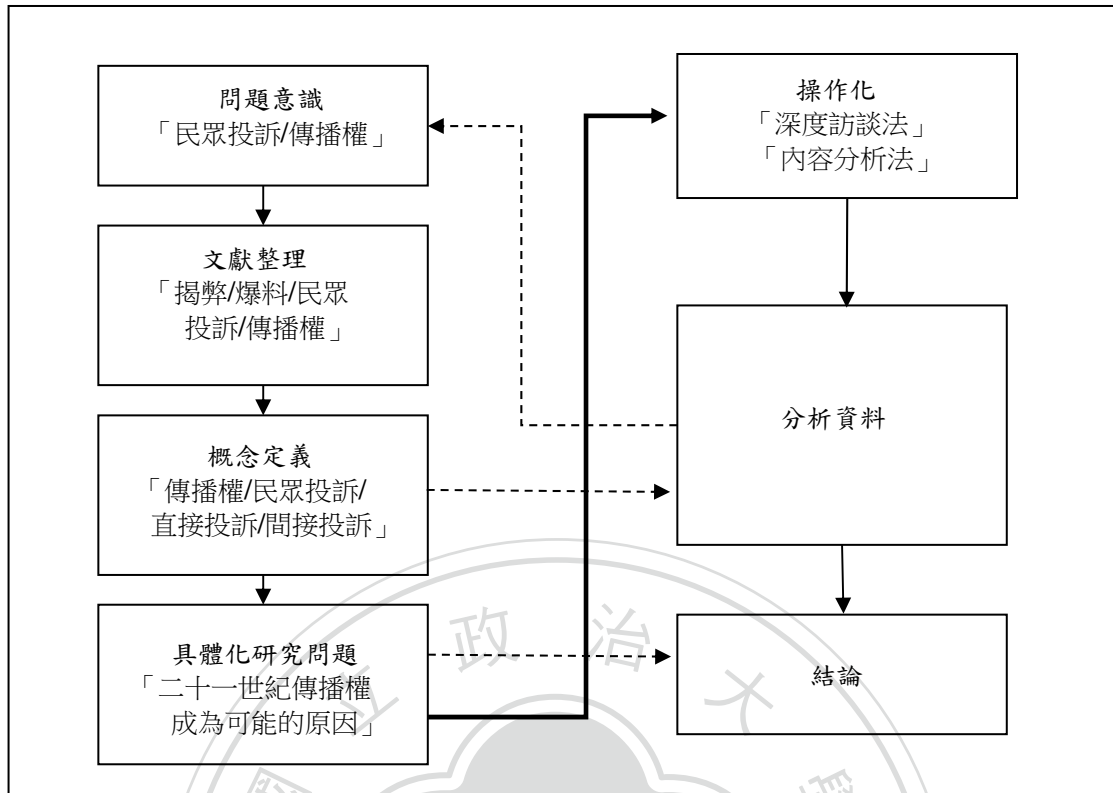 問題意識
「民眾投訴/傳播權」
文獻整理
「揭弊/爆料/民眾
投訴/傳播權」
概念定義
「傳播權/民眾投訴/
直接投訴/間接投訴」
具體化研究問題
「二十一世紀傳播權
成為可能的原因」
操作化
「深度訪談法」
「內容分析法」
分析資料
結論
立政治大